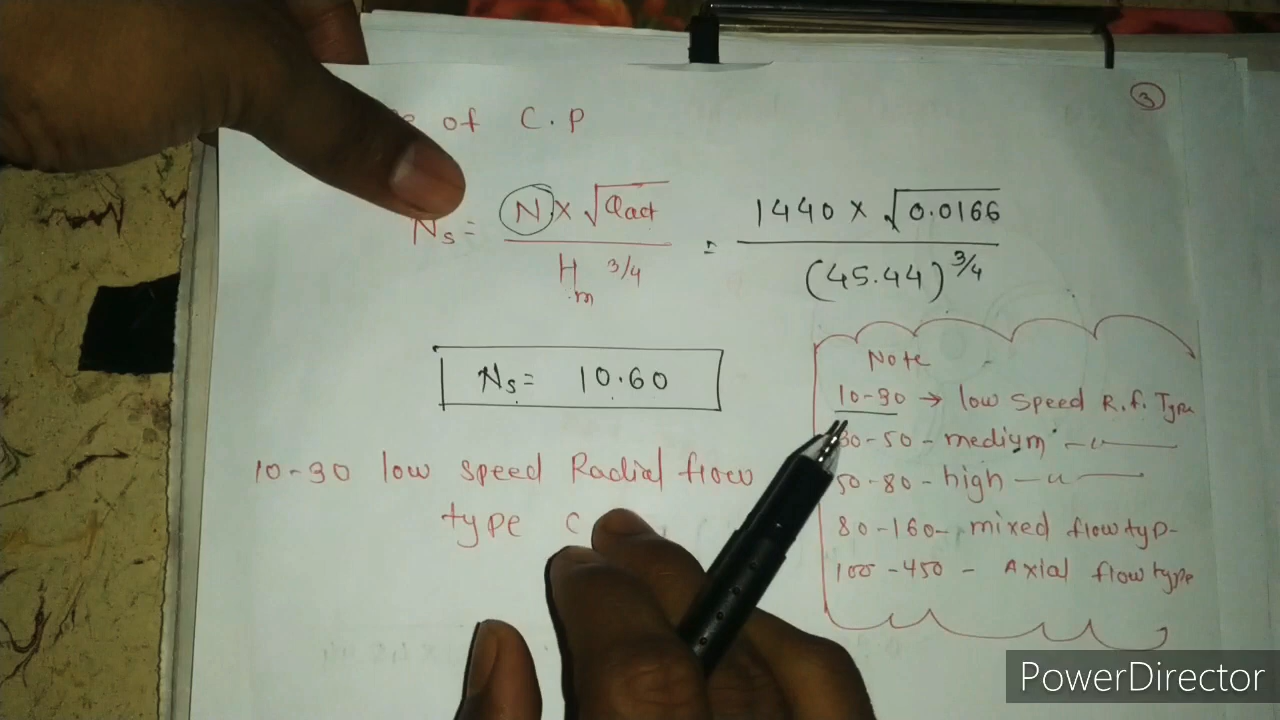 3
of C.P
Ns = N × √Qact / Hm 3/4 = 1440 × √0.0166 / (45.44)3/4
Ns = 10.60
Note
10-30 → low speed R.f. Type
30-50 - medium -〃-
50-80 - high -〃-
80-160 - mixed flow typ-
100-450 - Axial flow type
10-30 low speed Radial flow
type C
PowerDirector